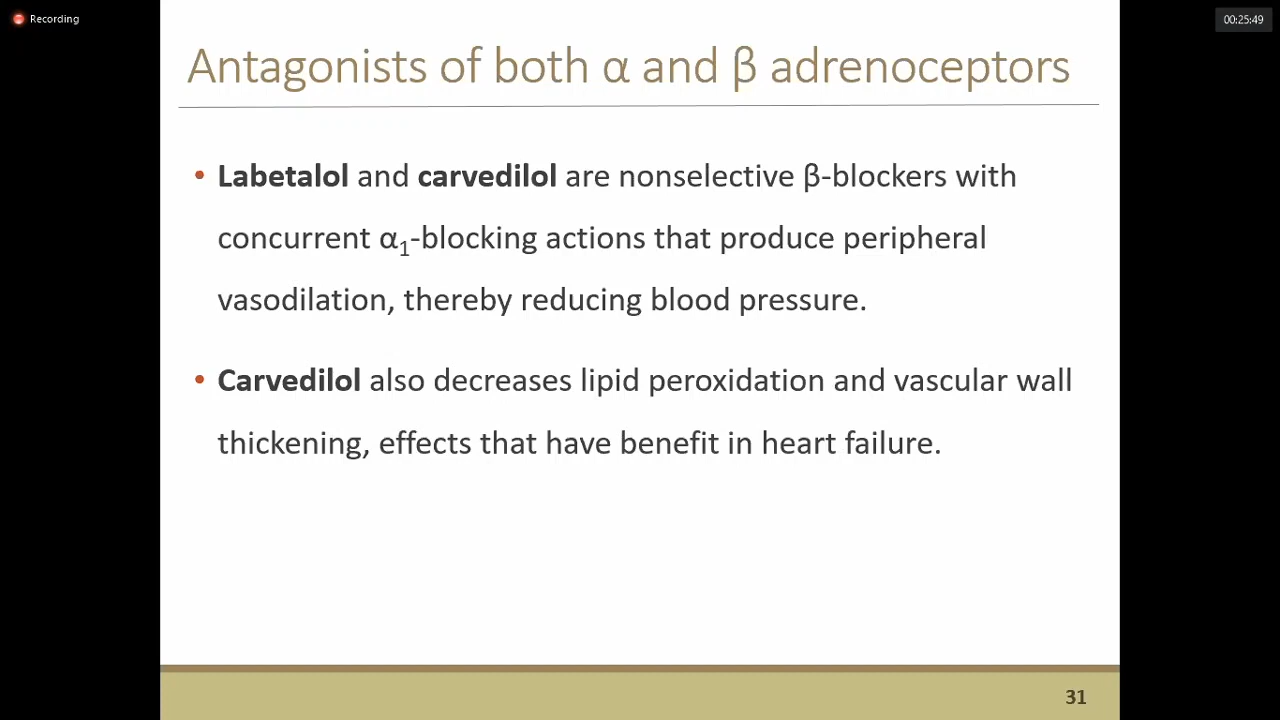 Recording
00:25:49
Antagonists of both α and β adrenoceptors
• Labetalol and carvedilol are nonselective β-blockers with
concurrent α₁-blocking actions that produce peripheral
vasodilation, thereby reducing blood pressure.
• Carvedilol also decreases lipid peroxidation and vascular wall
thickening, effects that have benefit in heart failure.
31